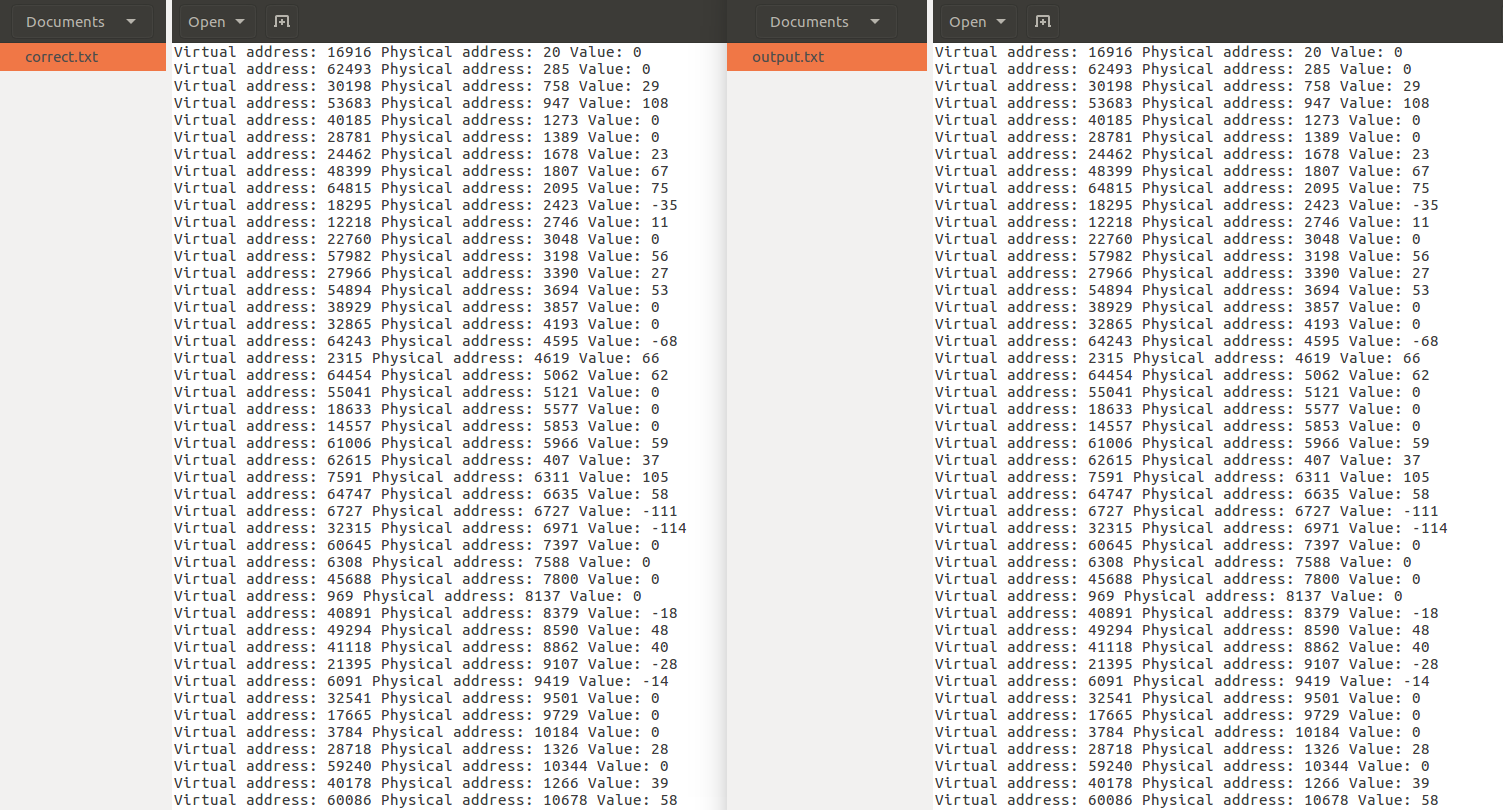 Documents
Open
correct.txt
Virtual address: 16916 Physical address: 20 Value: 0
Virtual address: 62493 Physical address: 285 Value: 0
Virtual address: 30198 Physical address: 758 Value: 29
Virtual address: 53683 Physical address: 947 Value: 108
Virtual address: 40185 Physical address: 1273 Value: 0
Virtual address: 28781 Physical address: 1389 Value: 0
Virtual address: 24462 Physical address: 1678 Value: 23
Virtual address: 48399 Physical address: 1807 Value: 67
Virtual address: 64815 Physical address: 2095 Value: 75
Virtual address: 18295 Physical address: 2423 Value: -35
Virtual address: 12218 Physical address: 2746 Value: 11
Virtual address: 22760 Physical address: 3048 Value: 0
Virtual address: 57982 Physical address: 3198 Value: 56
Virtual address: 27966 Physical address: 3390 Value: 27
Virtual address: 54894 Physical address: 3694 Value: 53
Virtual address: 38929 Physical address: 3857 Value: 0
Virtual address: 32865 Physical address: 4193 Value: 0
Virtual address: 64243 Physical address: 4595 Value: -68
Virtual address: 2315 Physical address: 4619 Value: 66
Virtual address: 64454 Physical address: 5062 Value: 62
Virtual address: 55041 Physical address: 5121 Value: 0
Virtual address: 18633 Physical address: 5577 Value: 0
Virtual address: 14557 Physical address: 5853 Value: 0
Virtual address: 61006 Physical address: 5966 Value: 59
Virtual address: 62615 Physical address: 407 Value: 37
Virtual address: 7591 Physical address: 6311 Value: 105
Virtual address: 64747 Physical address: 6635 Value: 58
Virtual address: 6727 Physical address: 6727 Value: -111
Virtual address: 32315 Physical address: 6971 Value: -114
Virtual address: 60645 Physical address: 7397 Value: 0
Virtual address: 6308 Physical address: 7588 Value: 0
Virtual address: 45688 Physical address: 7800 Value: 0
Virtual address: 969 Physical address: 8137 Value: 0
Virtual address: 40891 Physical address: 8379 Value: -18
Virtual address: 49294 Physical address: 8590 Value: 48
Virtual address: 41118 Physical address: 8862 Value: 40
Virtual address: 21395 Physical address: 9107 Value: -28
Virtual address: 6091 Physical address: 9419 Value: -14
Virtual address: 32541 Physical address: 9501 Value: 0
Virtual address: 17665 Physical address: 9729 Value: 0
Virtual address: 3784 Physical address: 10184 Value: 0
Virtual address: 28718 Physical address: 1326 Value: 28
Virtual address: 59240 Physical address: 10344 Value: 0
Virtual address: 40178 Physical address: 1266 Value: 39
Virtual address: 60086 Physical address: 10678 Value: 58
Documents
Open
output.txt
Virtual address: 16916 Physical address: 20 Value: 0
Virtual address: 62493 Physical address: 285 Value: 0
Virtual address: 30198 Physical address: 758 Value: 29
Virtual address: 53683 Physical address: 947 Value: 108
Virtual address: 40185 Physical address: 1273 Value: 0
Virtual address: 28781 Physical address: 1389 Value: 0
Virtual address: 24462 Physical address: 1678 Value: 23
Virtual address: 48399 Physical address: 1807 Value: 67
Virtual address: 64815 Physical address: 2095 Value: 75
Virtual address: 18295 Physical address: 2423 Value: -35
Virtual address: 12218 Physical address: 2746 Value: 11
Virtual address: 22760 Physical address: 3048 Value: 0
Virtual address: 57982 Physical address: 3198 Value: 56
Virtual address: 27966 Physical address: 3390 Value: 27
Virtual address: 54894 Physical address: 3694 Value: 53
Virtual address: 38929 Physical address: 3857 Value: 0
Virtual address: 32865 Physical address: 4193 Value: 0
Virtual address: 64243 Physical address: 4595 Value: -68
Virtual address: 2315 Physical address: 4619 Value: 66
Virtual address: 64454 Physical address: 5062 Value: 62
Virtual address: 55041 Physical address: 5121 Value: 0
Virtual address: 18633 Physical address: 5577 Value: 0
Virtual address: 14557 Physical address: 5853 Value: 0
Virtual address: 61006 Physical address: 5966 Value: 59
Virtual address: 62615 Physical address: 407 Value: 37
Virtual address: 7591 Physical address: 6311 Value: 105
Virtual address: 64747 Physical address: 6635 Value: 58
Virtual address: 6727 Physical address: 6727 Value: -111
Virtual address: 32315 Physical address: 6971 Value: -114
Virtual address: 60645 Physical address: 7397 Value: 0
Virtual address: 6308 Physical address: 7588 Value: 0
Virtual address: 45688 Physical address: 7800 Value: 0
Virtual address: 969 Physical address: 8137 Value: 0
Virtual address: 40891 Physical address: 8379 Value: -18
Virtual address: 49294 Physical address: 8590 Value: 48
Virtual address: 41118 Physical address: 8862 Value: 40
Virtual address: 21395 Physical address: 9107 Value: -28
Virtual address: 6091 Physical address: 9419 Value: -14
Virtual address: 32541 Physical address: 9501 Value: 0
Virtual address: 17665 Physical address: 9729 Value: 0
Virtual address: 3784 Physical address: 10184 Value: 0
Virtual address: 28718 Physical address: 1326 Value: 28
Virtual address: 59240 Physical address: 10344 Value: 0
Virtual address: 40178 Physical address: 1266 Value: 39
Virtual address: 60086 Physical address: 10678 Value: 58